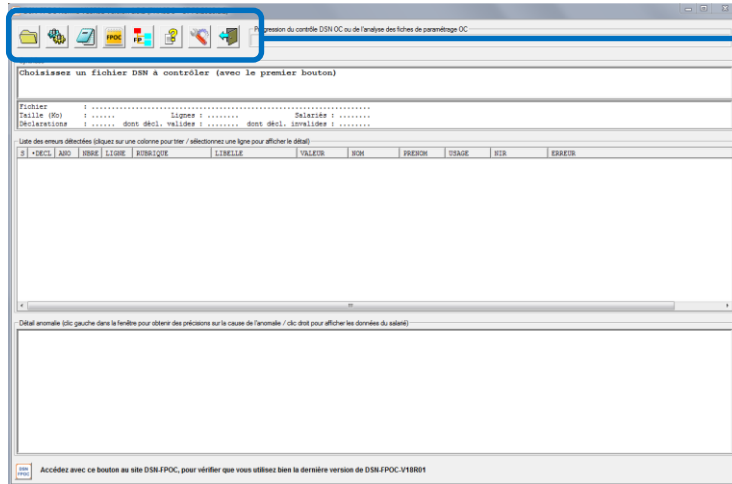 FPOC
FIP
Progression du contrôle DSN OC ou de l'analyse des fiches de paramétrage OC
Choisissez un fichier DSN à contrôler (avec le premier bouton)
Fichier : ..................................................................
Taille (Ko) : ...... Lignes : ........ Salariés : ........
Déclarations : ...... dont décl. valides : ........ dont décl. invalides : ........
Liste des erreurs détectées (cliquez sur une colonne pour trier / sélectionnez une ligne pour afficher le détail)
S +DECL ANO NBRE LIGNE RUBRIQUE LIBELLE VALEUR NOM PRENOM USAGE NIR ERREUR
Détail anomalie (clic gauche dans la fenêtre pour obtenir des précisions sur la cause de l'anomalie / clic droit pour afficher les données du salarié)
DSN
FPOC
Accédez avec ce bouton au site DSN-FPOC, pour vérifier que vous utilisez bien la dernière version de DSN-FPOC-V18R01